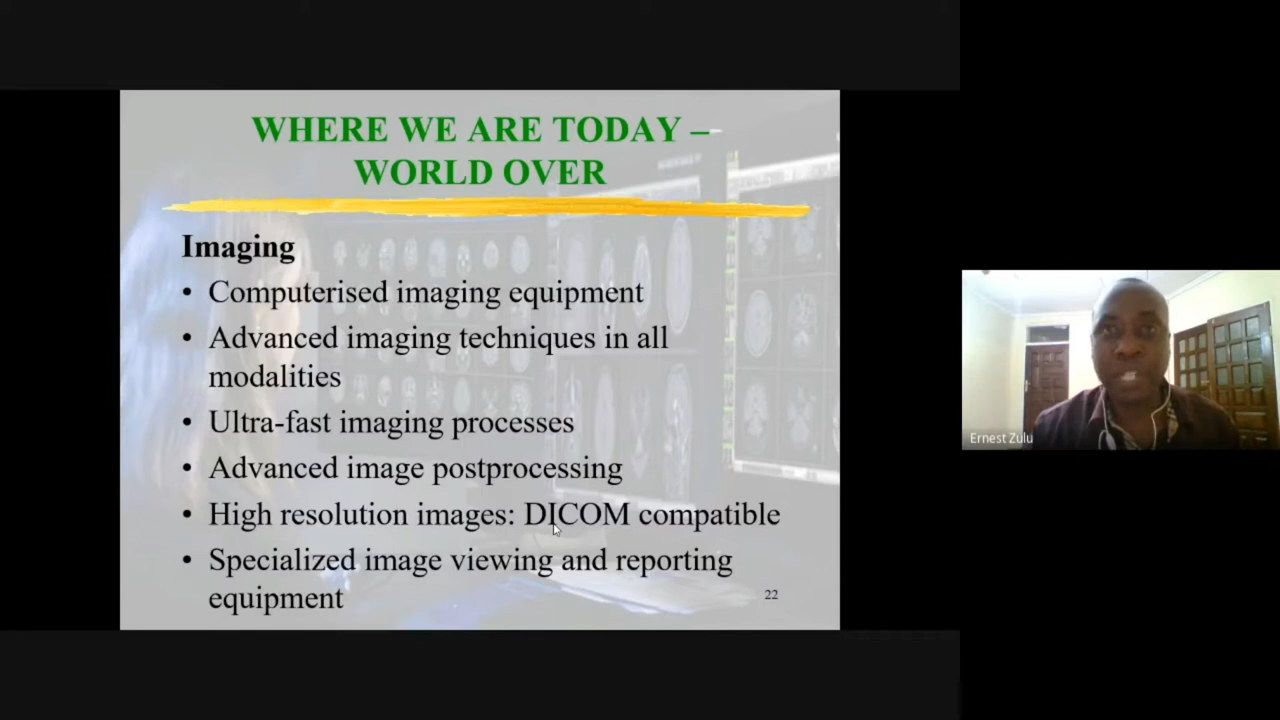 WHERE WE ARE TODAY –
WORLD OVER
Imaging
• Computerised imaging equipment
• Advanced imaging techniques in all
modalities
• Ultra-fast imaging processes
• Advanced image postprocessing
• High resolution images: DICOM compatible
• Specialized image viewing and reporting
equipment
22
Ernest Zulu